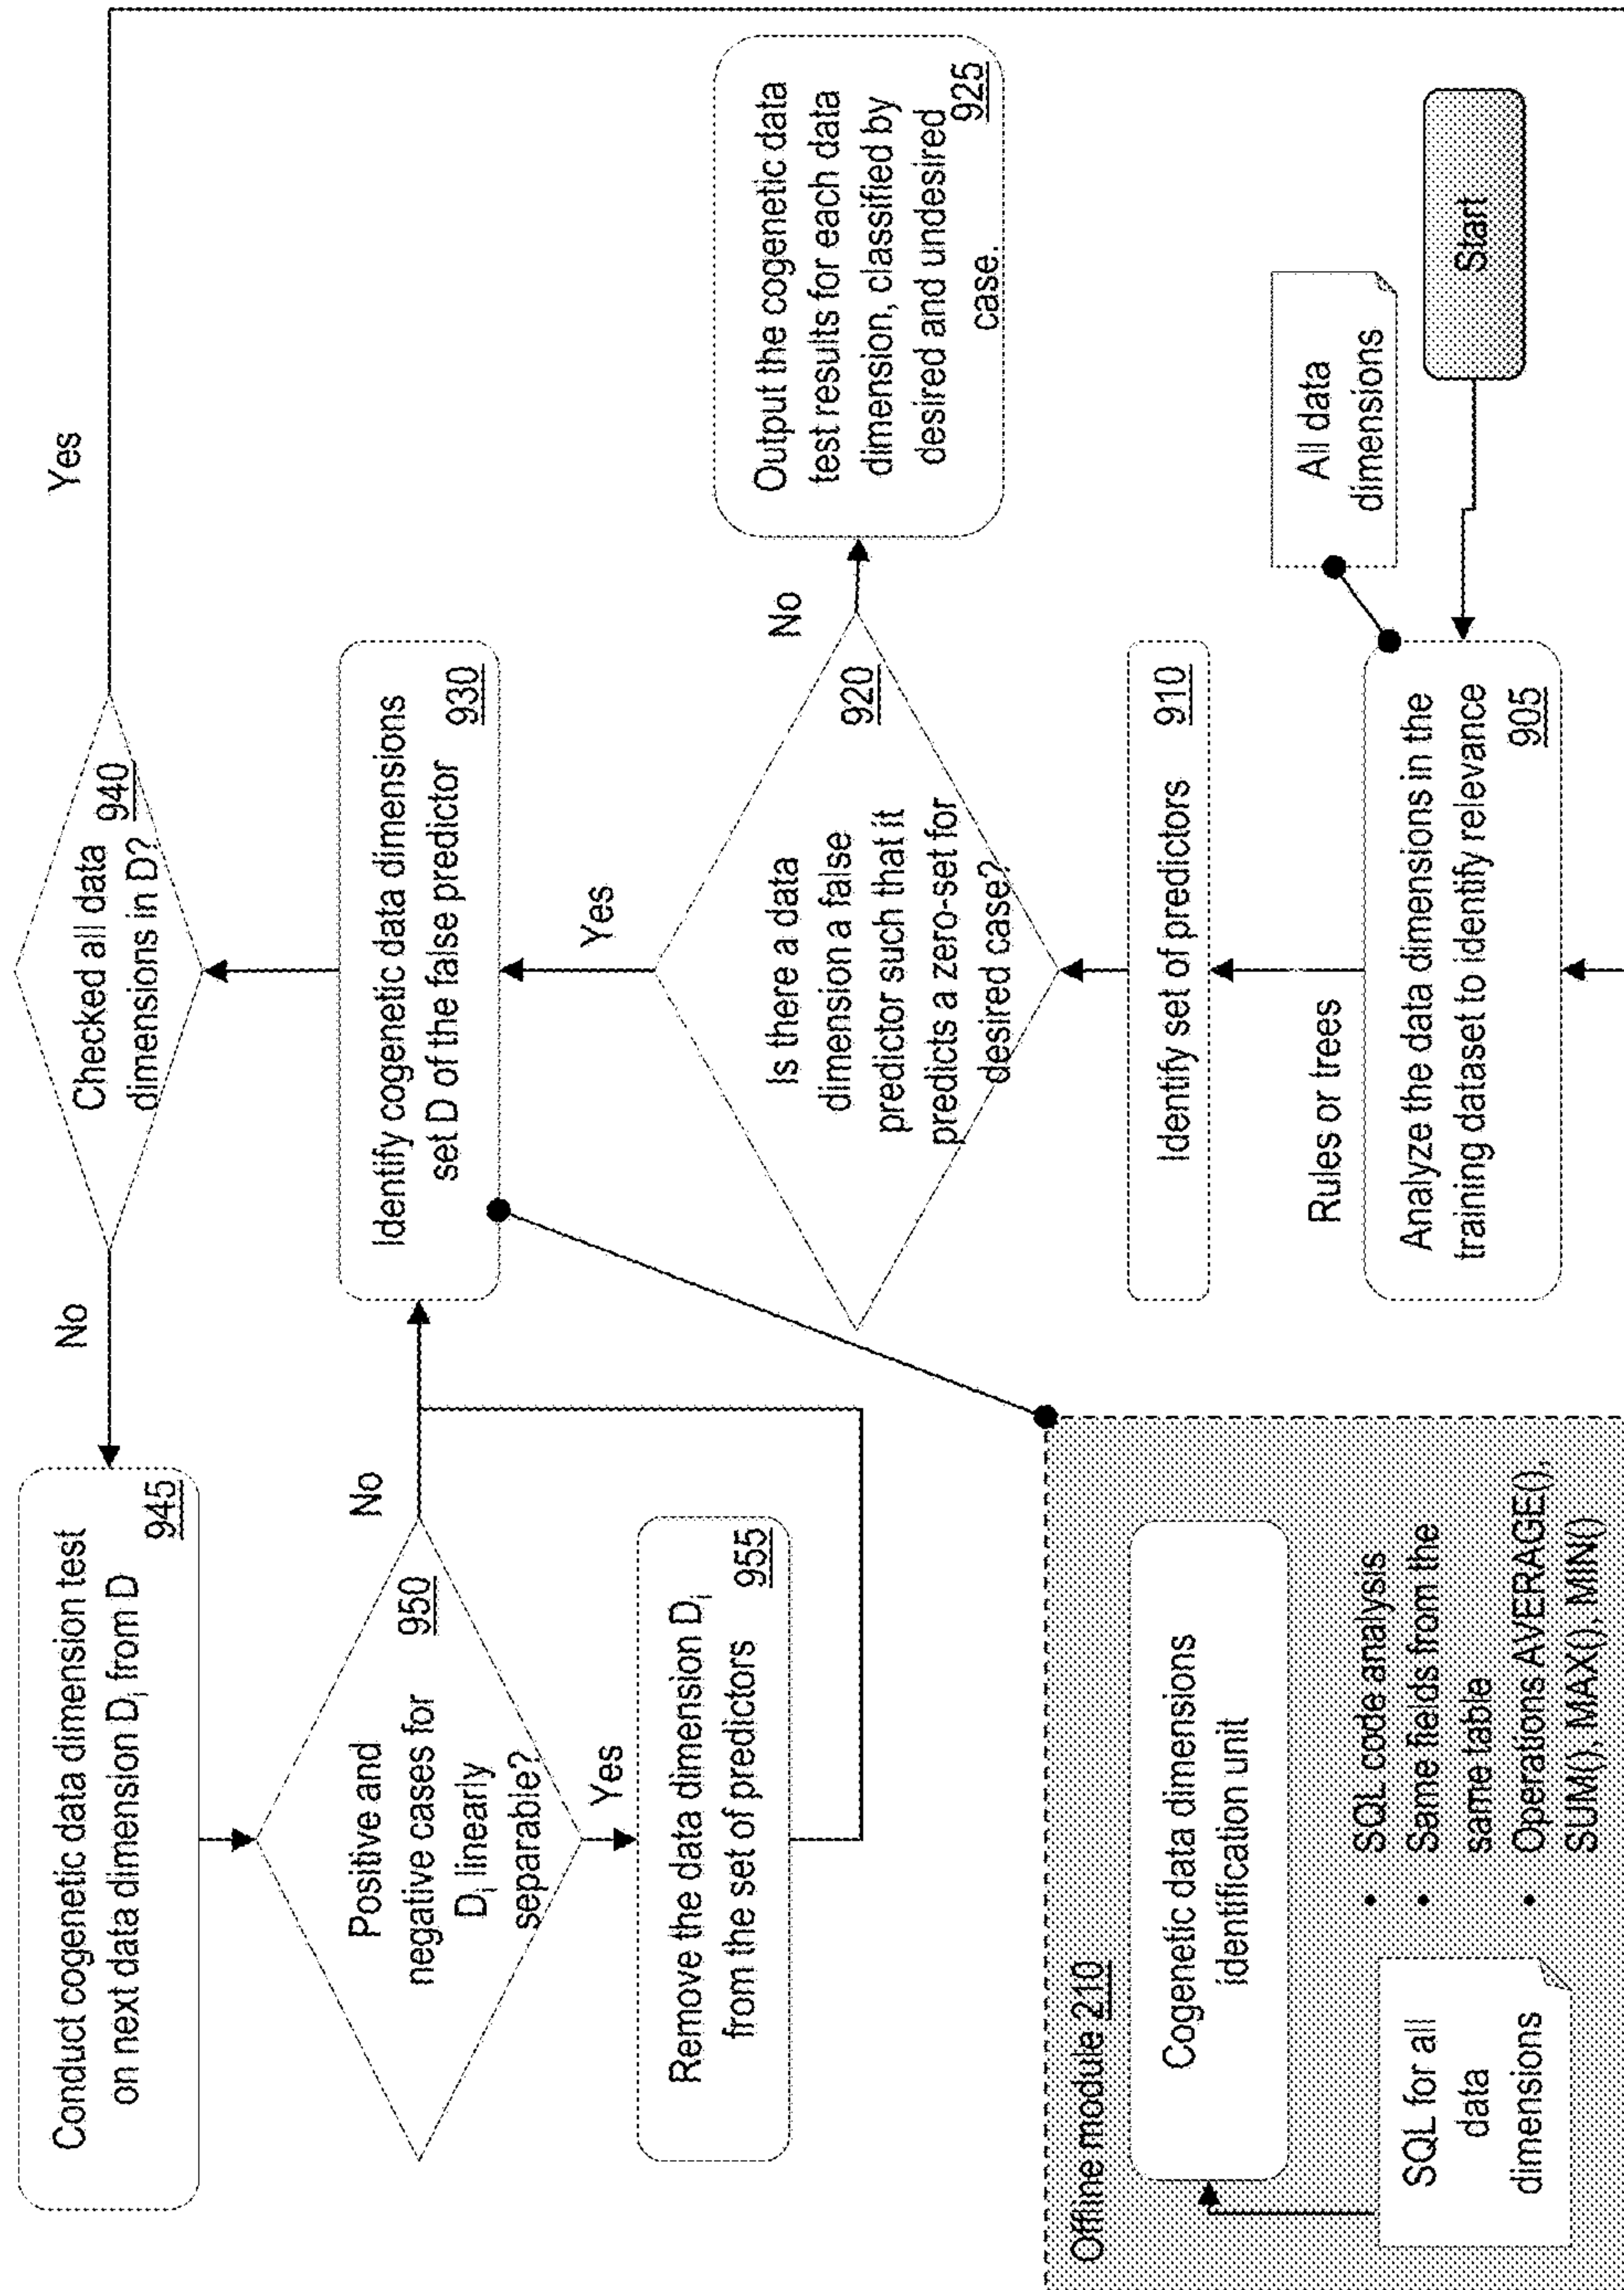 Conduct cogenetic data dimension test
on next data dimension Di from D
945
No
Checked all data
dimensions in D?
940
Yes
Positive and
negative cases for
Di linearly
separable?
950
No
Yes
Remove the data dimension Di
from the set of predictors
955
Identify cogenetic data dimensions
set D of the false predictor
930
Yes
Is there a data
dimension a false
predictor such that it
predicts a zero-set for
desired case?
920
No
Output the cogenetic data
test results for each data
dimension, classified by
desired and undesired
case.
925
Identify set of predictors
910
Rules or trees
Analyze the data dimensions in the
training dataset to identify relevance
905
All data
dimensions
Start
Offline module 210
Cogenetic data dimensions
identification unit
SQL for all
data
dimensions
• SQL code analysis
• Same fields from the
same table
• Operations AVERAGE(),
SUM(), MAX(), MIN()